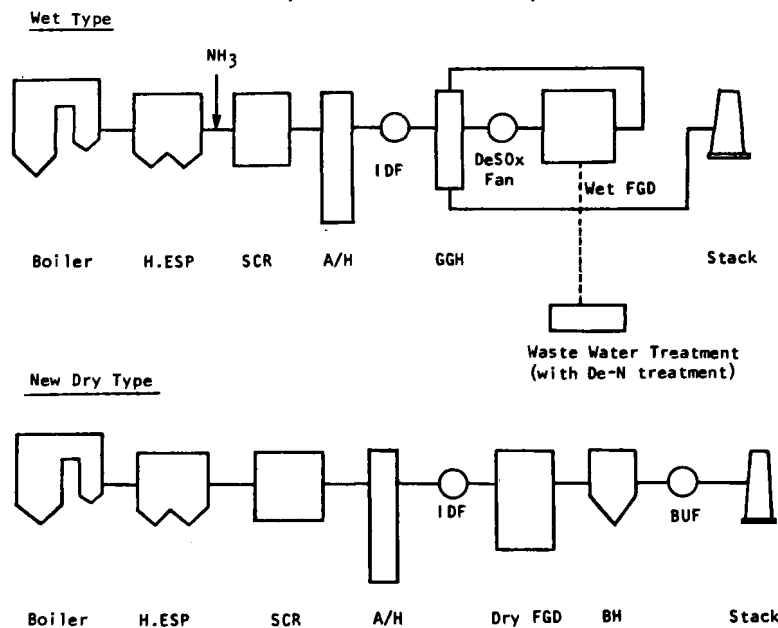 Wet Type
NH3
IDF
DeSOx
Fan
Wet FGD
Boiler H.ESP SCR A/H GGH Stack
Waste Water Treatment
(with De-N treatment)
New Dry Type
IDF
BUF
Boiler H.ESP SCR A/H Dry FGD BH Stack